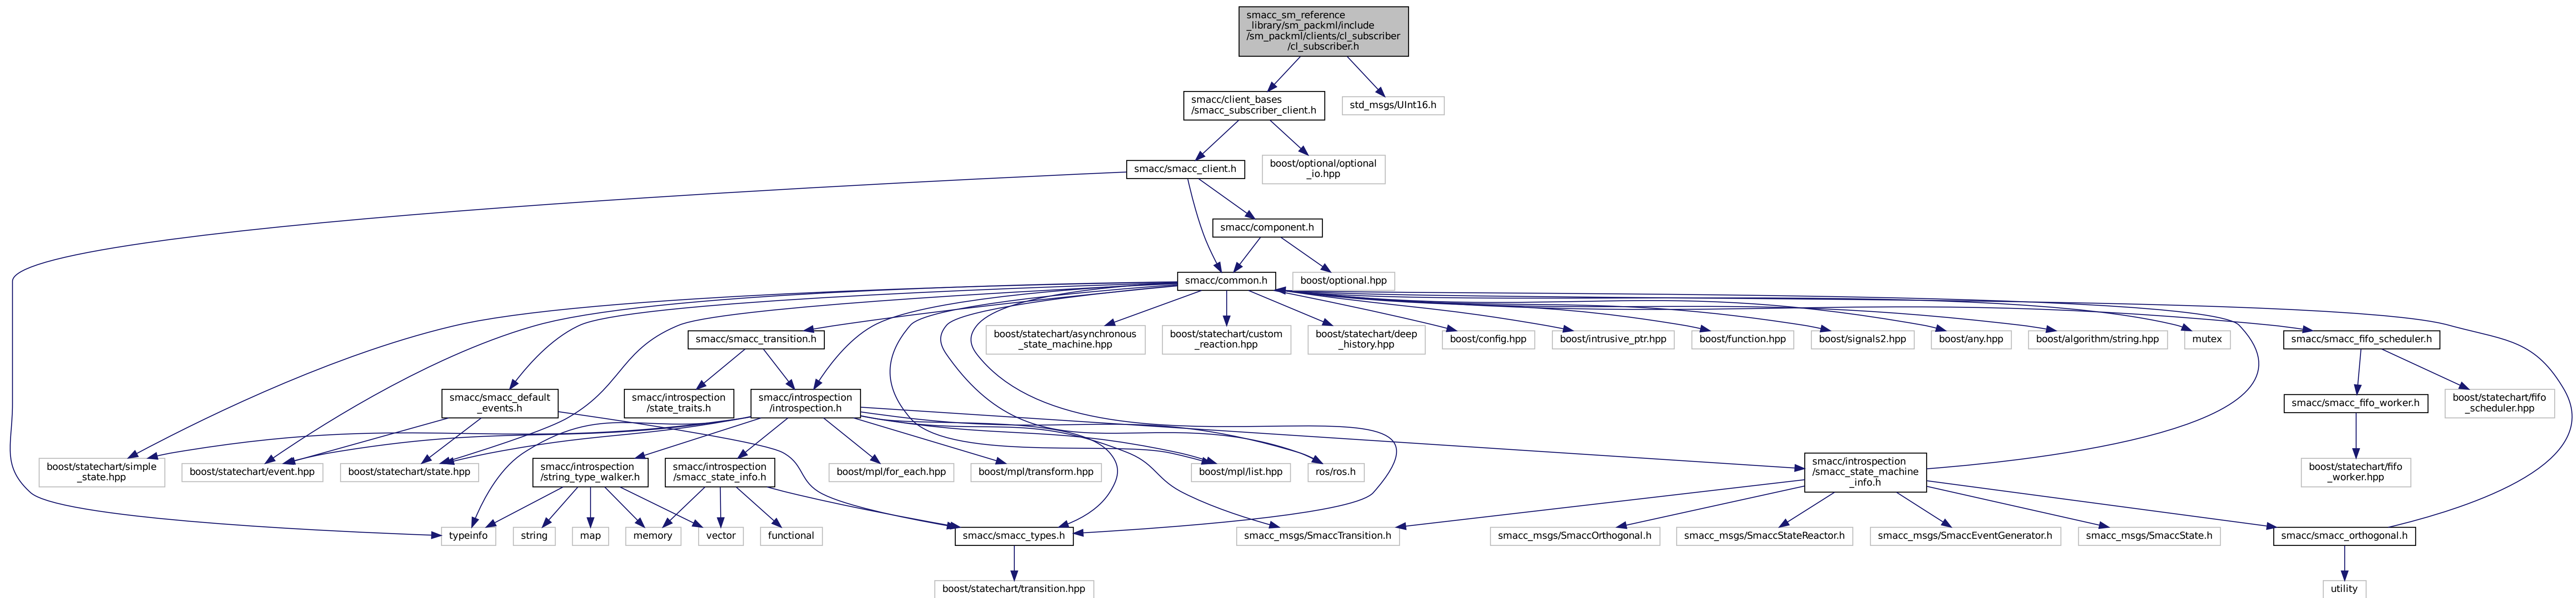 smacc_sm_reference
_library/sm_packml/include
/sm_packml/clients/cl_subscriber
/cl_subscriber.h
smacc/client_bases
/smacc_subscriber_client.h
std_msgs/UInt16.h
smacc/smacc_client.h
boost/optional/optional
_io.hpp
smacc/component.h
smacc/common.h
boost/optional.hpp
smacc/smacc_transition.h
boost/statechart/asynchronous
_state_machine.hpp
boost/statechart/custom
_reaction.hpp
boost/statechart/deep
_history.hpp
boost/config.hpp
boost/intrusive_ptr.hpp
boost/function.hpp
boost/signals2.hpp
boost/any.hpp
boost/algorithm/string.hpp
mutex
smacc/smacc_fifo_scheduler.h
smacc/smacc_default
_events.h
smacc/introspection
/state_traits.h
smacc/introspection
/introspection.h
smacc/smacc_fifo_worker.h
boost/statechart/fifo
_scheduler.hpp
boost/statechart/simple
_state.hpp
boost/statechart/event.hpp
boost/statechart/state.hpp
smacc/introspection
/string_type_walker.h
smacc/introspection
/smacc_state_info.h
boost/mpl/for_each.hpp
boost/mpl/transform.hpp
boost/mpl/list.hpp
ros/ros.h
smacc/introspection
/smacc_state_machine
_info.h
boost/statechart/fifo
_worker.hpp
typeinfo
string
map
memory
vector
functional
smacc/smacc_types.h
smacc_msgs/SmaccTransition.h
smacc_msgs/SmaccOrthogonal.h
smacc_msgs/SmaccStateReactor.h
smacc_msgs/SmaccEventGenerator.h
smacc_msgs/SmaccState.h
smacc/smacc_orthogonal.h
boost/statechart/transition.hpp
utility